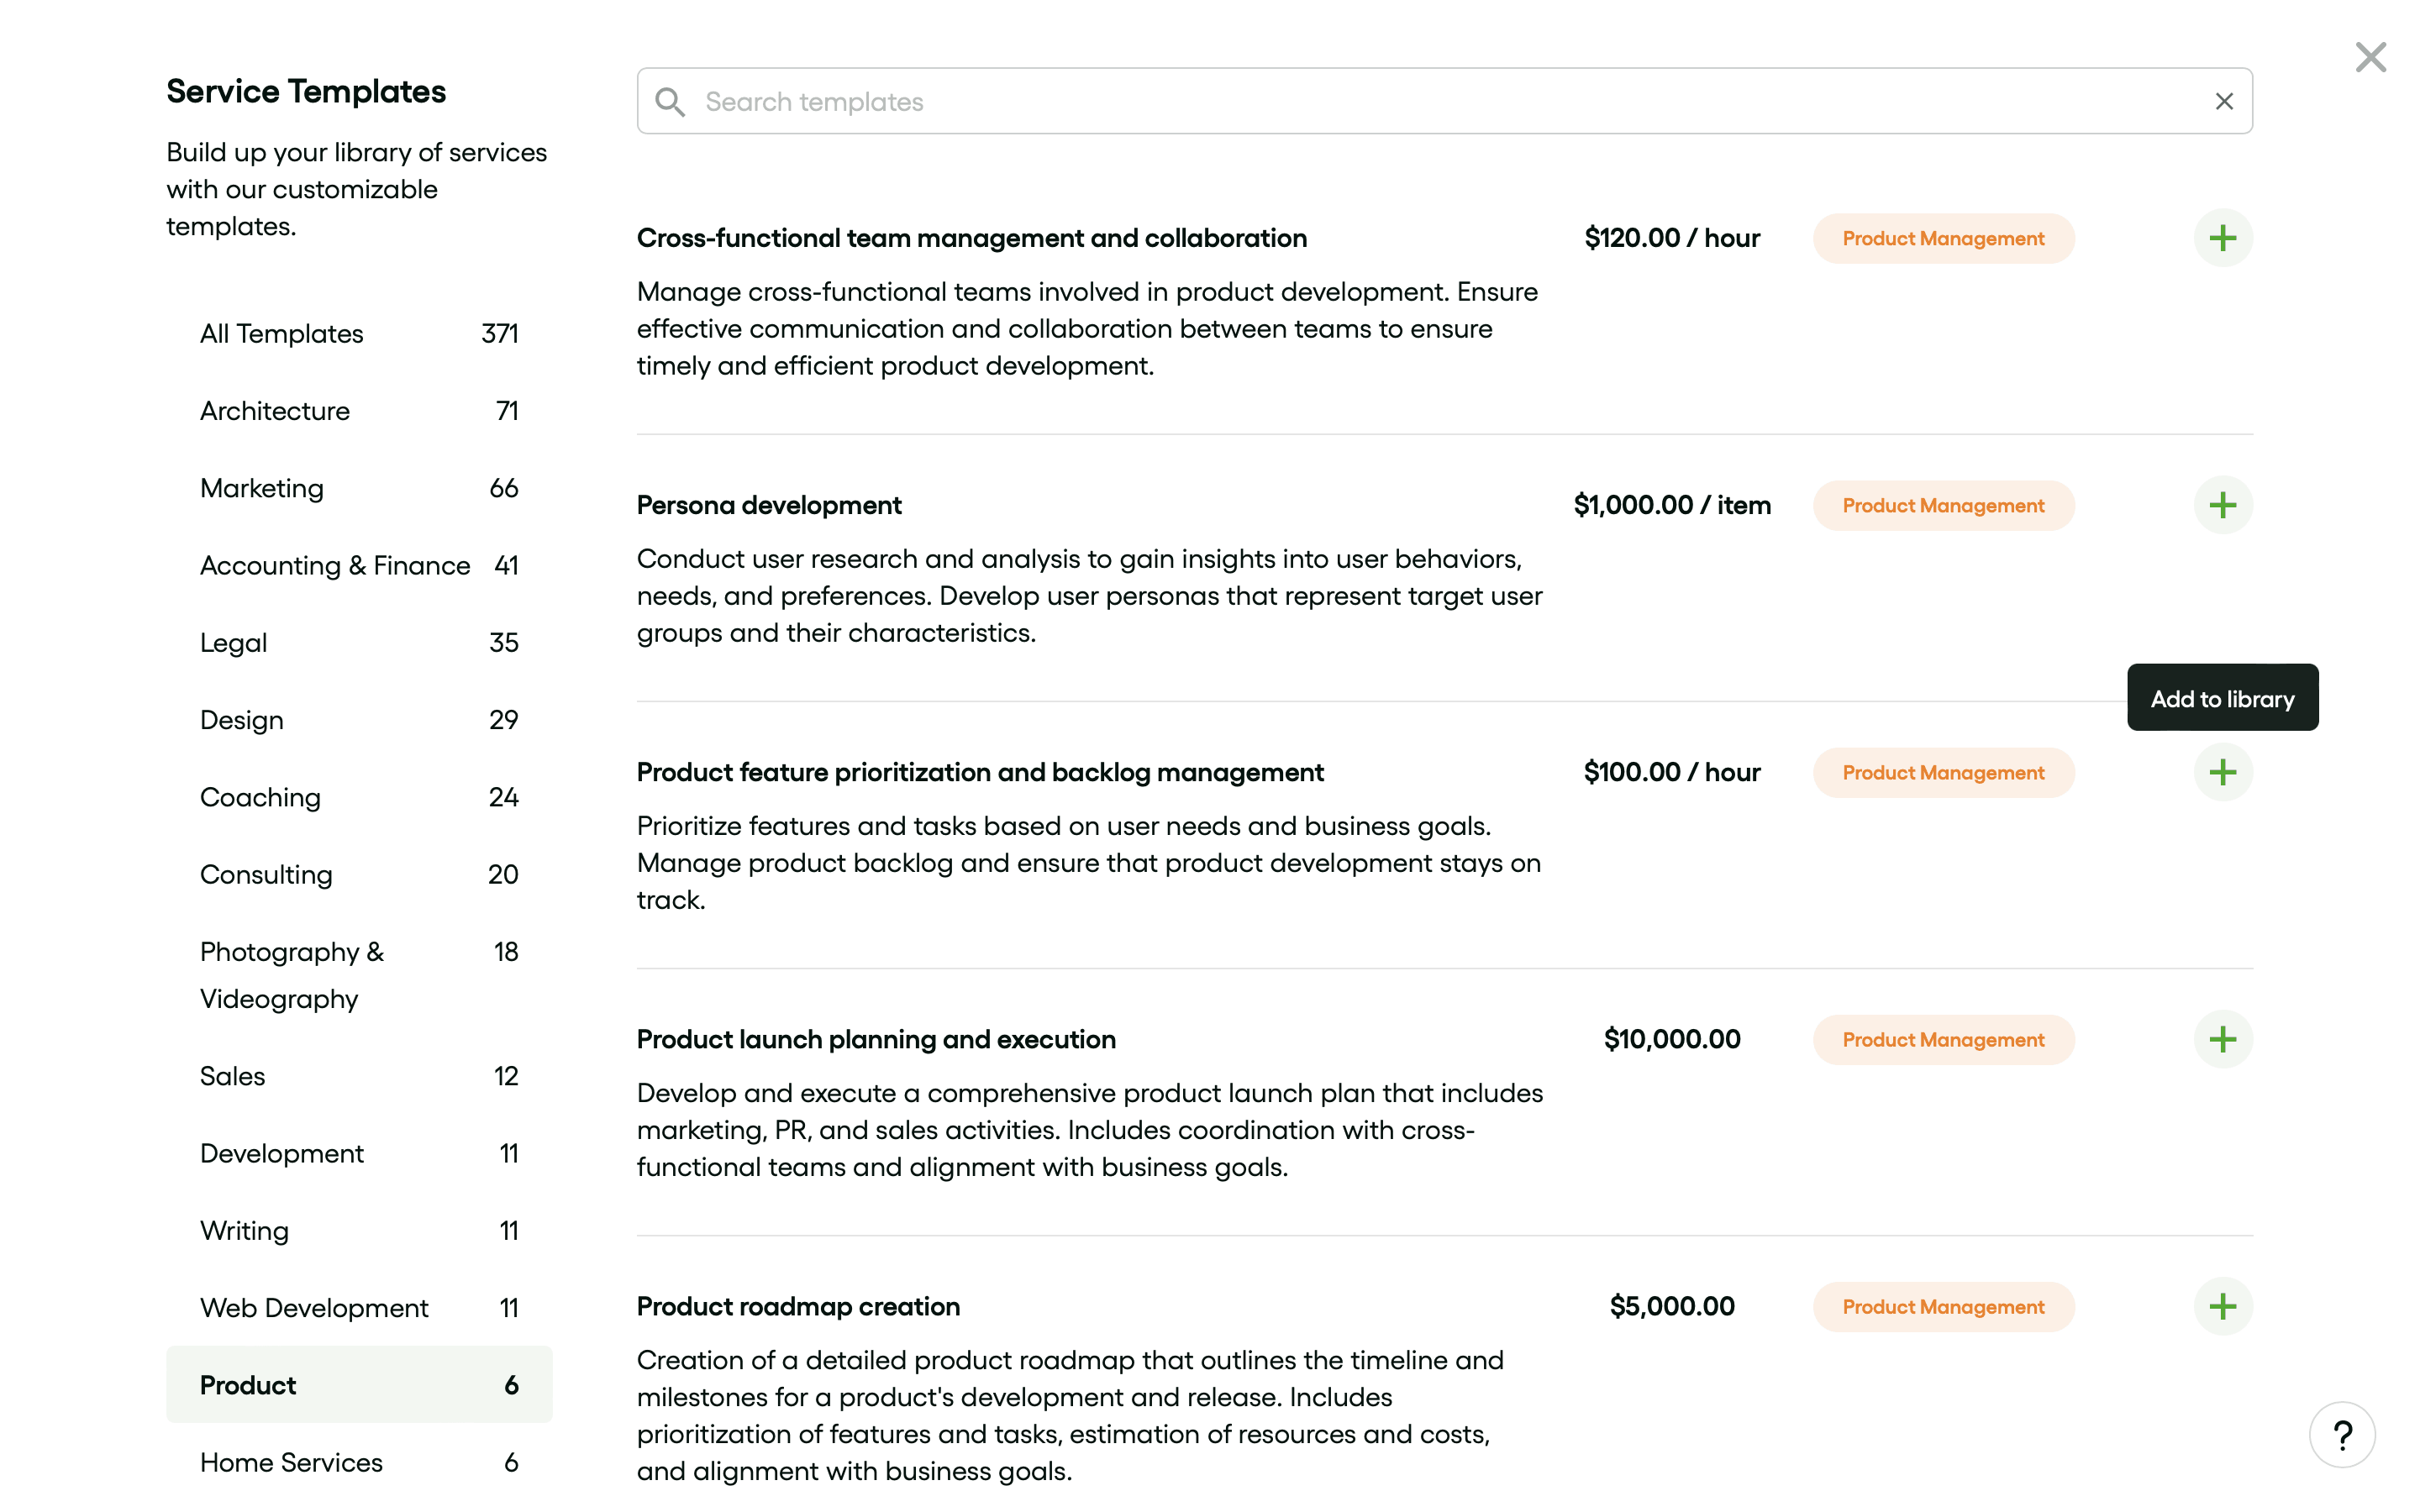 Service Templates
Build up your library of services
with our customizable
templates.
All Templates 371
Architecture 71
Marketing 66
Accounting & Finance 41
Legal 35
Design 29
Coaching 24
Consulting 20
Photography & 18
Videography
Sales 12
Development 11
Writing 11
Web Development 11
Product 6
Home Services 6
Search templates
Cross-functional team management and collaboration $120.00 / hour Product Management
Manage cross-functional teams involved in product development. Ensure
effective communication and collaboration between teams to ensure
timely and efficient product development.
Persona development $1,000.00 / item Product Management
Conduct user research and analysis to gain insights into user behaviors,
needs, and preferences. Develop user personas that represent target user
groups and their characteristics.
Add to library
Product feature prioritization and backlog management $100.00 / hour Product Management
Prioritize features and tasks based on user needs and business goals.
Manage product backlog and ensure that product development stays on
track.
Product launch planning and execution $10,000.00 Product Management
Develop and execute a comprehensive product launch plan that includes
marketing, PR, and sales activities. Includes coordination with cross-
functional teams and alignment with business goals.
Product roadmap creation $5,000.00 Product Management
Creation of a detailed product roadmap that outlines the timeline and
milestones for a product's development and release. Includes
prioritization of features and tasks, estimation of resources and costs,
and alignment with business goals.
?